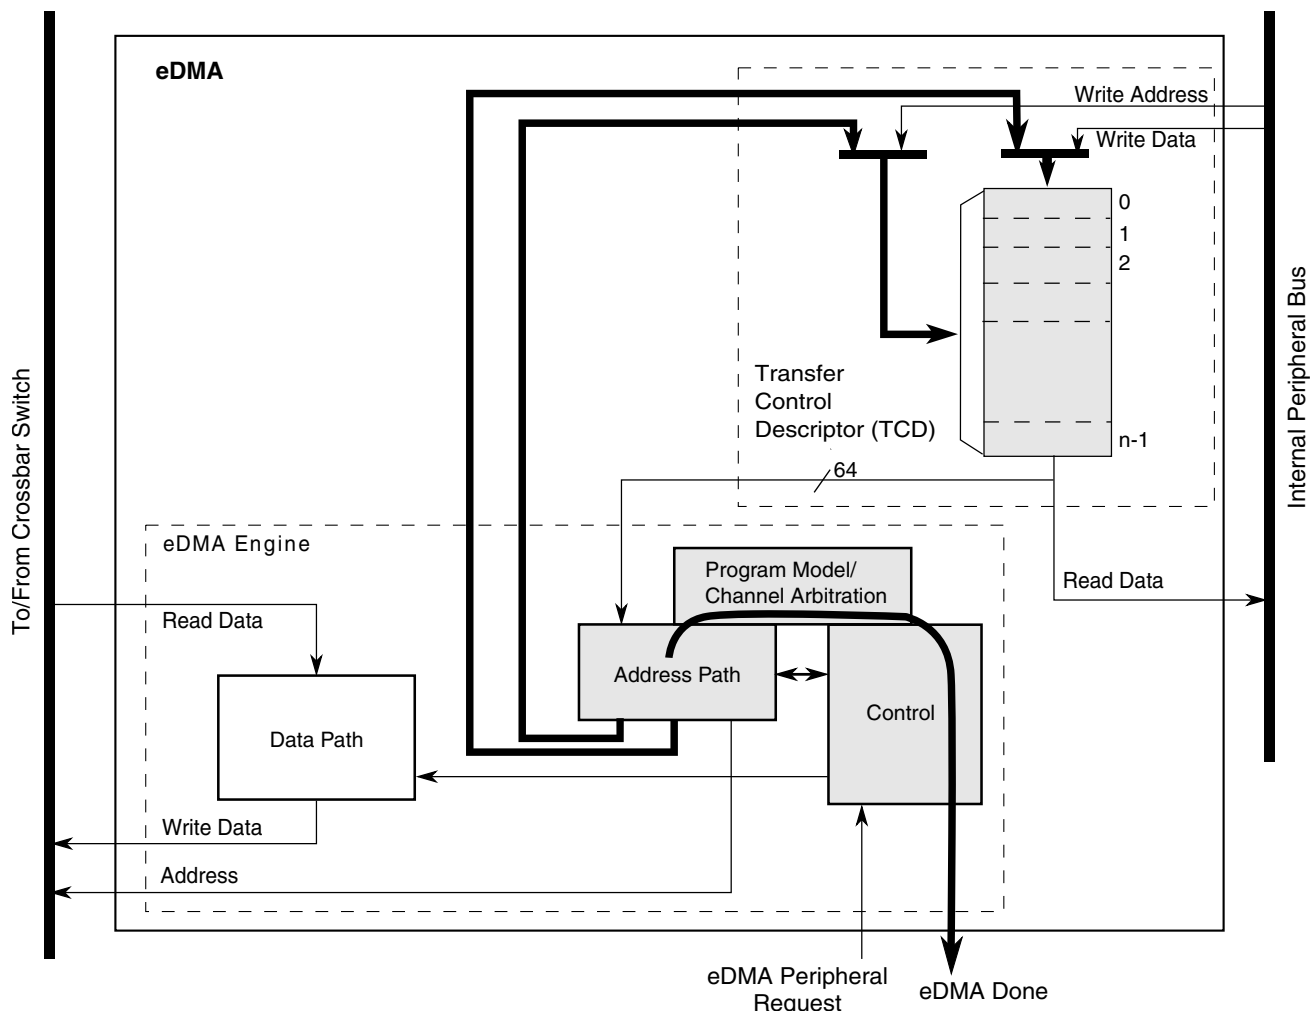 eDMA
Write Address
Write Data
0
1
2
n-1
Transfer
Control
Descriptor (TCD)
64
eDMA Engine
Program Model/
Channel Arbitration
Read Data
Read Data
Address Path
Control
Data Path
Write Data
Address
eDMA Peripheral
Request
eDMA Done
To/From Crossbar Switch
Internal Peripheral Bus